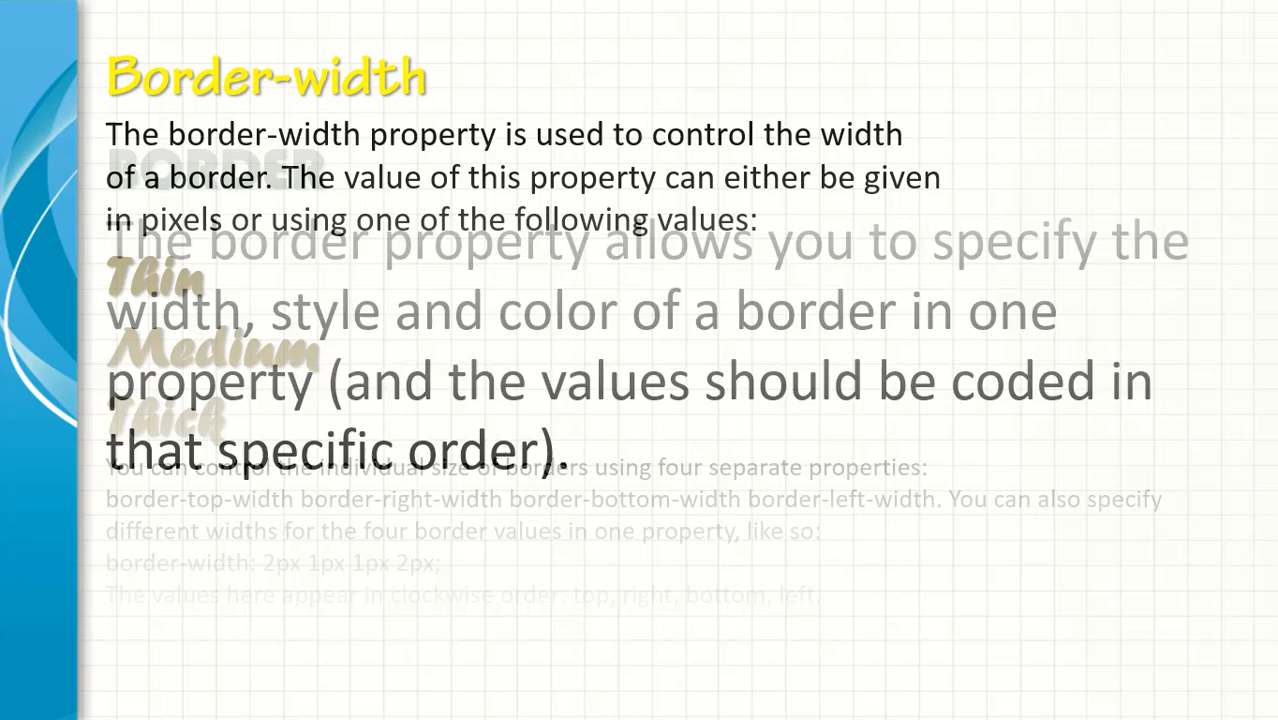 Border-width
The border-width property is used to control the width
of a border. The value of this property can either be given
in pixels or using one of the following values:
Thin
Medium
Thick
You can control the individual size of borders using four separate properties:
border-top-width border-right-width border-bottom-width border-left-width. You can also specify
different widths for the four border values in one property, like so:
border-width: 2px 1px 1px 2px;
The values here appear in clockwise order: top, right, bottom, left.
BORDER
The border property allows you to specify the
width, style and color of a border in one
property (and the values should be coded in
that specific order).